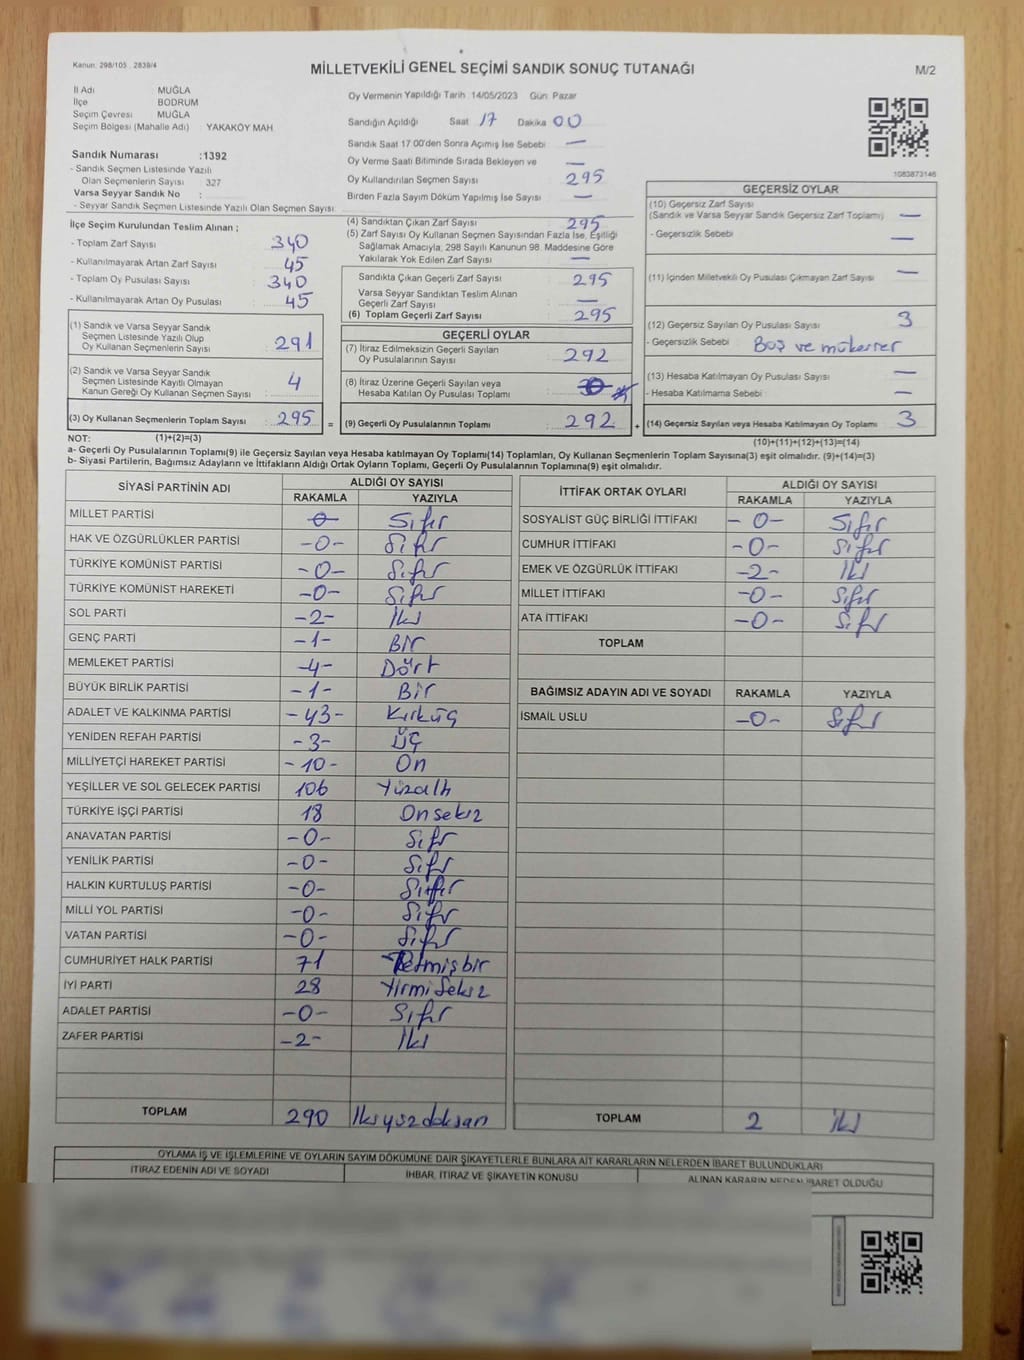 Kanun: 298/105 , 2839/4
MİLLETVEKİLİ GENEL SEÇİMİ SANDIK SONUÇ TUTANAĞI
M/2
İl Adı MUĞLA
İlçe BODRUM
Seçim Çevresi MUĞLA
Seçim Bölgesi (Mahalle Adı) : YAKAKÖY MAH
Sandık Numarası :1392
- Sandık Seçmen Listesinde Yazılı
Olan Seçmenlerin Sayısı : 327
Varsa Seyyar Sandık No :
- Seyyar Sandık Seçmen Listesinde Yazılı Olan Seçmen Sayısı:
Oy Vermenin Yapıldığı Tarih :14/05/2023 Gün: Pazar
Sandığın Açıldığı Saat 17 Dakika 00
Sandık Saat 17 00'den Sonra Açılmış İse Sebebi —
Oy Verme Saati Bitiminde Sırada Bekleyen ve —
Oy Kullandırılan Seçmen Sayısı 295
Birden Fazla Sayım Döküm Yapılmış İse Sayısı —
1083873146
İlçe Seçim Kurulundan Teslim Alınan ;
- Toplam Zarf Sayısı : 340
- Kullanılmayarak Artan Zarf Sayısı : 45
- Toplam Oy Pusulası Sayısı : 340
- Kullanılmayarak Artan Oy Pusulası : 45
(4) Sandıktan Çıkan Zarf Sayısı : 295
(5) Zarf Sayısı Oy Kullanan Seçmen Sayısından Fazla İse, Eşitliği
Sağlamak Amacıyla, 298 Sayılı Kanunun 98. Maddesine Göre
Yakılarak Yok Edilen Zarf Sayısı : —
Sandıkta Çıkan Geçerli Zarf Sayısı : 295
Varsa Seyyar Sandıktan Teslim Alınan
Geçerli Zarf Sayısı : —
(6) Toplam Geçerli Zarf Sayısı : 295
GEÇERSİZ OYLAR
(10) Geçersiz Zarf Sayısı
(Sandık ve Varsa Seyyar Sandık Geçersiz Zarf Toplamı) —
- Geçersizlik Sebebi : —
(11) İçinden Milletvekili Oy Pusulası Çıkmayan Zarf Sayısı : —
(12) Geçersiz Sayılan Oy Pusulası Sayısı : 3
- Geçersizlik Sebebi : Boş ve mükerrer
(13) Hesaba Katılmayan Oy Pusulası Sayısı : —
- Hesaba Katılmama Sebebi : —
(14) Geçersiz Sayılan veya Hesaba Katılmayan Oy Toplamı : 3
(10)+(11)+(12)+(13)=(14)
(1) Sandık ve Varsa Seyyar Sandık
Seçmen Listesinde Yazılı Olup
Oy Kullanan Seçmenlerin Sayısı : 291
(2) Sandık ve Varsa Seyyar Sandık
Seçmen Listesinde Kayıtlı Olmayan
Kanun Gereği Oy Kullanan Seçmen Sayısı : 4
(3) Oy Kullanan Seçmenlerin Toplam Sayısı : 295 =
GEÇERLİ OYLAR
(7) İtiraz Edilmeksizin Geçerli Sayılan
Oy Pusulalarının Sayısı : 292
(8) İtiraz Üzerine Geçerli Sayılan veya
Hesaba Katılan Oy Pusulası Toplamı :
(9) Geçerli Oy Pusulalarının Toplamı : 292 +
NOT: (1)+(2)=(3)
a- Geçerli Oy Pusulalarının Toplamı(9) ile Geçersiz Sayılan veya Hesaba Katılmayan Oy Toplamı(14) Toplamları, Oy Kullanan Seçmenlerin Toplam Sayısına(3) eşit olmalıdır. (9)+(14)=(3)
b- Siyasi Partilerin, Bağımsız Adayların ve İttifakların Aldığı Ortak Oyların Toplamı, Geçerli Oy Pusulalarının Toplamına(9) eşit olmalıdır.
SİYASİ PARTİNİN ADI ALDIĞI OY SAYISI
RAKAMLA YAZIYLA
MİLLET PARTİSİ 0 Sıfır
HAK VE ÖZGÜRLÜKLER PARTİSİ -0- Sıfır
TÜRKİYE KOMÜNİST PARTİSİ -0- Sıfır
TÜRKİYE KOMÜNİST HAREKETİ -0- Sıfır
SOL PARTİ -2- İki
GENÇ PARTİ -1- Bir
MEMLEKET PARTİSİ -4- Dört
BÜYÜK BİRLİK PARTİSİ -1- Bir
ADALET VE KALKINMA PARTİSİ -43- Kırküç
YENİDEN REFAH PARTİSİ -3- Üç
MİLLİYETÇİ HAREKET PARTİSİ -10- On
YEŞİLLER VE SOL GELECEK PARTİSİ 106 Yüzaltı
TÜRKİYE İŞÇİ PARTİSİ 18 Onsekiz
ANAVATAN PARTİSİ -0- Sıfır
YENİLİK PARTİSİ -0- Sıfır
HALKIN KURTULUŞ PARTİSİ -0- Sıfır
MİLLİ YOL PARTİSİ -0- Sıfır
VATAN PARTİSİ -0- Sıfır
CUMHURİYET HALK PARTİSİ 71 Yetmişbir
İYİ PARTİ 28 Yirmi Sekiz
ADALET PARTİSİ -0- Sıfır
ZAFER PARTİSİ -2- İki
TOPLAM 290 İkiyüzdoksan
İTTİFAK ORTAK OYLARI ALDIĞI OY SAYISI
RAKAMLA YAZIYLA
SOSYALİST GÜÇ BİRLİĞİ İTTİFAKI -0- Sıfır
CUMHUR İTTİFAKI -0- Sıfır
EMEK VE ÖZGÜRLÜK İTTİFAKI -2- İki
MİLLET İTTİFAKI -0- Sıfır
ATA İTTİFAKI -0- Sıfır
TOPLAM
BAĞIMSIZ ADAYIN ADI VE SOYADI RAKAMLA YAZIYLA
İSMAİL USLU -0- Sıfır
TOPLAM 2 İki
OYLAMA İŞ VE İŞLEMLERİNE VE OYLARIN SAYIM DÖKÜMÜNE DAİR ŞİKAYETLERLE BUNLARA AİT KARARLARIN NELERDEN İBARET BULUNDUKLARI
İTİRAZ EDENİN ADI VE SOYADI İHBAR, İTİRAZ VE ŞİKAYETİN KONUSU ALINAN KARARIN NEDEN İBARET OLDUĞU